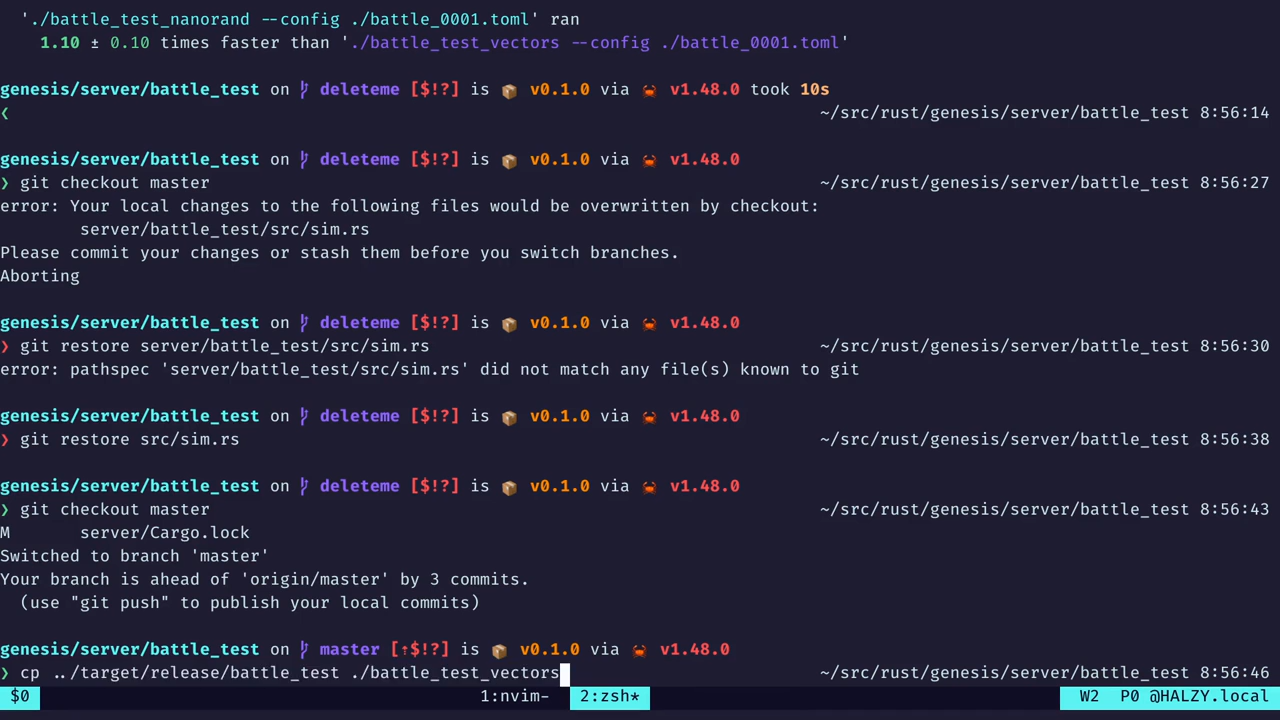 './battle_test_nanorand --config ./battle_0001.toml' ran
1.10 ± 0.10 times faster than './battle_test_vectors --config ./battle_0001.toml'
genesis/server/battle_test on deleteme [$!?] is 📦 v0.1.0 via 🦀 v1.48.0 took 10s
❮ ~/src/rust/genesis/server/battle_test 8:56:14
genesis/server/battle_test on deleteme [$!?] is 📦 v0.1.0 via 🦀 v1.48.0
❯ git checkout master ~/src/rust/genesis/server/battle_test 8:56:27
error: Your local changes to the following files would be overwritten by checkout:
server/battle_test/src/sim.rs
Please commit your changes or stash them before you switch branches.
Aborting
genesis/server/battle_test on deleteme [$!?] is 📦 v0.1.0 via 🦀 v1.48.0
❯ git restore server/battle_test/src/sim.rs ~/src/rust/genesis/server/battle_test 8:56:30
error: pathspec 'server/battle_test/src/sim.rs' did not match any file(s) known to git
genesis/server/battle_test on deleteme [$!?] is 📦 v0.1.0 via 🦀 v1.48.0
❯ git restore src/sim.rs ~/src/rust/genesis/server/battle_test 8:56:38
genesis/server/battle_test on deleteme [$!?] is 📦 v0.1.0 via 🦀 v1.48.0
❯ git checkout master ~/src/rust/genesis/server/battle_test 8:56:43
M server/Cargo.lock
Switched to branch 'master'
Your branch is ahead of 'origin/master' by 3 commits.
(use "git push" to publish your local commits)
genesis/server/battle_test on master [⇡$!?] is 📦 v0.1.0 via 🦀 v1.48.0
❯ cp ../target/release/battle_test ./battle_test_vectors ~/src/rust/genesis/server/battle_test 8:56:46
$0 1:nvim- 2:zsh* W2 P0 @HALZY.local